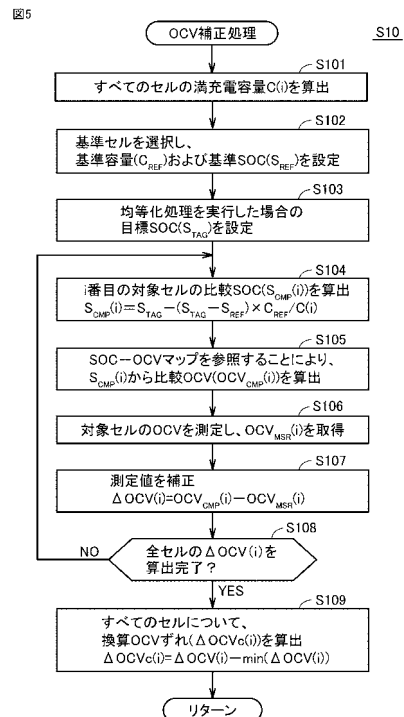 図5
OCV補正処理
S10
S101
すべてのセルの満充電容量C(i)を算出
S102
基準セルを選択し、
基準容量(C_REF)および基準SOC(S_REF)を設定
S103
均等化処理を実行した場合の
目標SOC(S_TAG)を設定
S104
i番目の対象セルの比較SOC(S_CMP(i))を算出
S_CMP(i)=S_TAG−(S_TAG−S_REF)×C_REF/C(i)
S105
SOC−OCVマップを参照することにより、
S_CMP(i)から比較OCV(OCV_CMP(i))を算出
S106
対象セルのOCVを測定し、OCV_MSR(i)を取得
S107
測定値を補正
ΔOCV(i)=OCV_CMP(i)−OCV_MSR(i)
S108
NO
全セルのΔOCV(i)を
算出完了?
YES
S109
すべてのセルについて、
換算OCVずれ(ΔOCVc(i))を算出
ΔOCVc(i)=ΔOCV(i)−min(ΔOCV(i))
リターン